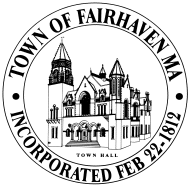 TOWN OF FAIRHAVEN MA
TOWN HALL
INCORPORATED FEB 22-1812